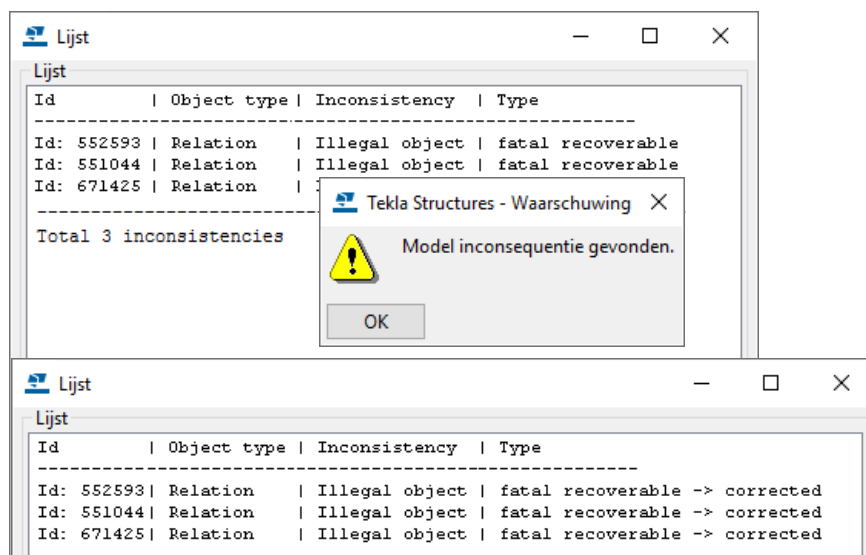 Lijst
Lijst
Id | Object type | Inconsistency | Type
------------------------------------------------------------
Id: 552593 | Relation | Illegal object | fatal recoverable
Id: 551044 | Relation | Illegal object | fatal recoverable
Id: 671425 | Relation |
Total 3 inconsistencies
Tekla Structures - Waarschuwing
Model inconsequentie gevonden.
OK
Lijst
Lijst
Id | Object type | Inconsistency | Type
------------------------------------------------------------
Id: 552593| Relation | Illegal object | fatal recoverable -> corrected
Id: 551044| Relation | Illegal object | fatal recoverable -> corrected
Id: 671425| Relation | Illegal object | fatal recoverable -> corrected